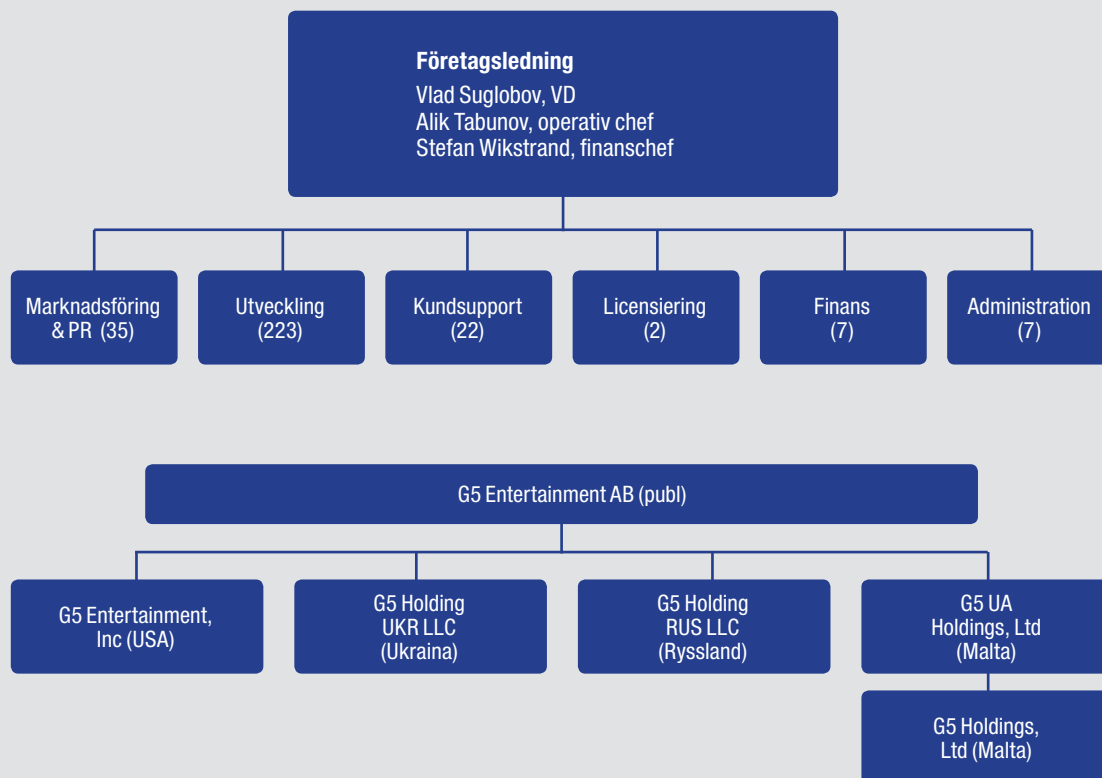 Företagsledning
Vlad Suglobov, VD
Alik Tabunov, operativ chef
Stefan Wikstrand, finanschef
Marknadsföring
& PR (35)
Utveckling
(223)
Kundsupport
(22)
Licensiering
(2)
Finans
(7)
Administration
(7)
G5 Entertainment AB (publ)
G5 Entertainment,
Inc (USA)
G5 Holding
UKR LLC
(Ukraina)
G5 Holding
RUS LLC
(Ryssland)
G5 UA
Holdings, Ltd
(Malta)
G5 Holdings,
Ltd (Malta)